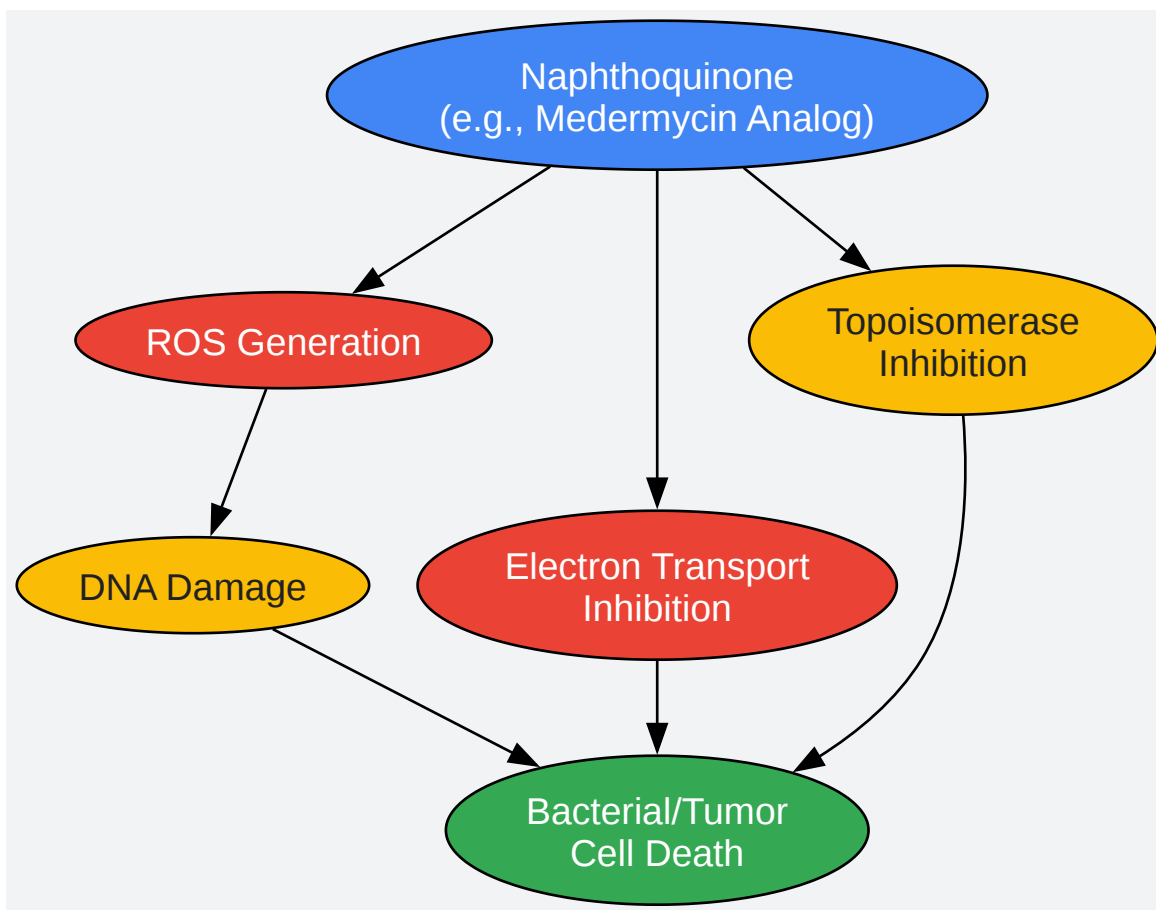 Naphthoquinone
(e.g., Medermycin Analog)
ROS Generation
Topoisomerase
Inhibition
DNA Damage
Electron Transport
Inhibition
Bacterial/Tumor
Cell Death